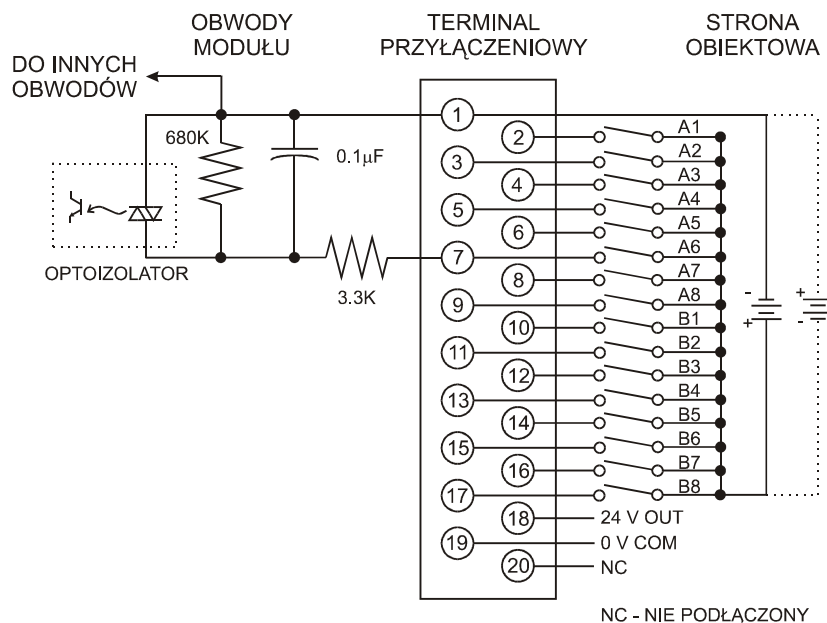 OBWODY
MODUŁU
TERMINAL
PRZYŁĄCZENIOWY
STRONA
OBIEKTOWA
DO INNYCH
OBWODÓW
680K
0.1µF
OPTOIZOLATOR
3.3K
1
2
A1
3
A2
4
A3
5
A4
6
A5
7
A6
8
A7
9
A8
10
B1
11
B2
12
B3
13
B4
14
B5
15
B6
16
B7
17
B8
18
24 V OUT
19
0 V COM
20
NC
-
+
+
-
NC - NIE PODŁĄCZONY